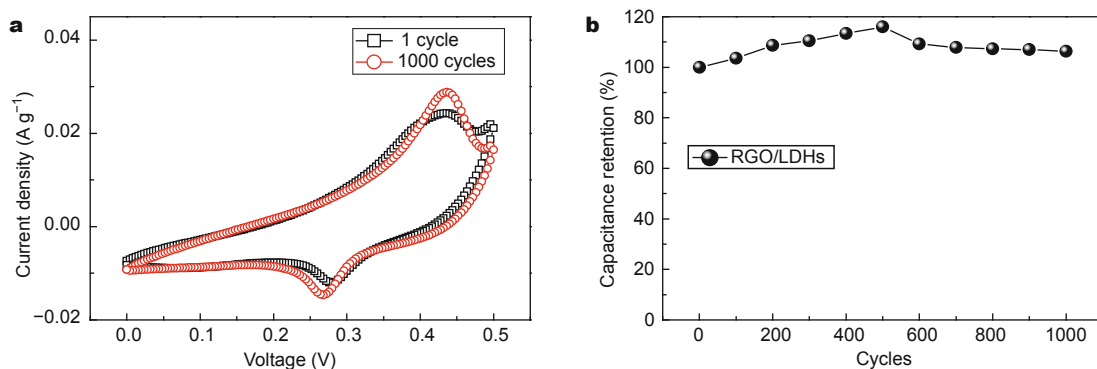 a
0.04
0.02
0.00
−0.02
Current density (A g⁻¹)
1 cycle
1000 cycles
0.0 0.1 0.2 0.3 0.4 0.5
Voltage (V)
b
120
100
80
60
40
20
0
Capacitance retention (%)
RGO/LDHs
0 200 400 600 800 1000
Cycles